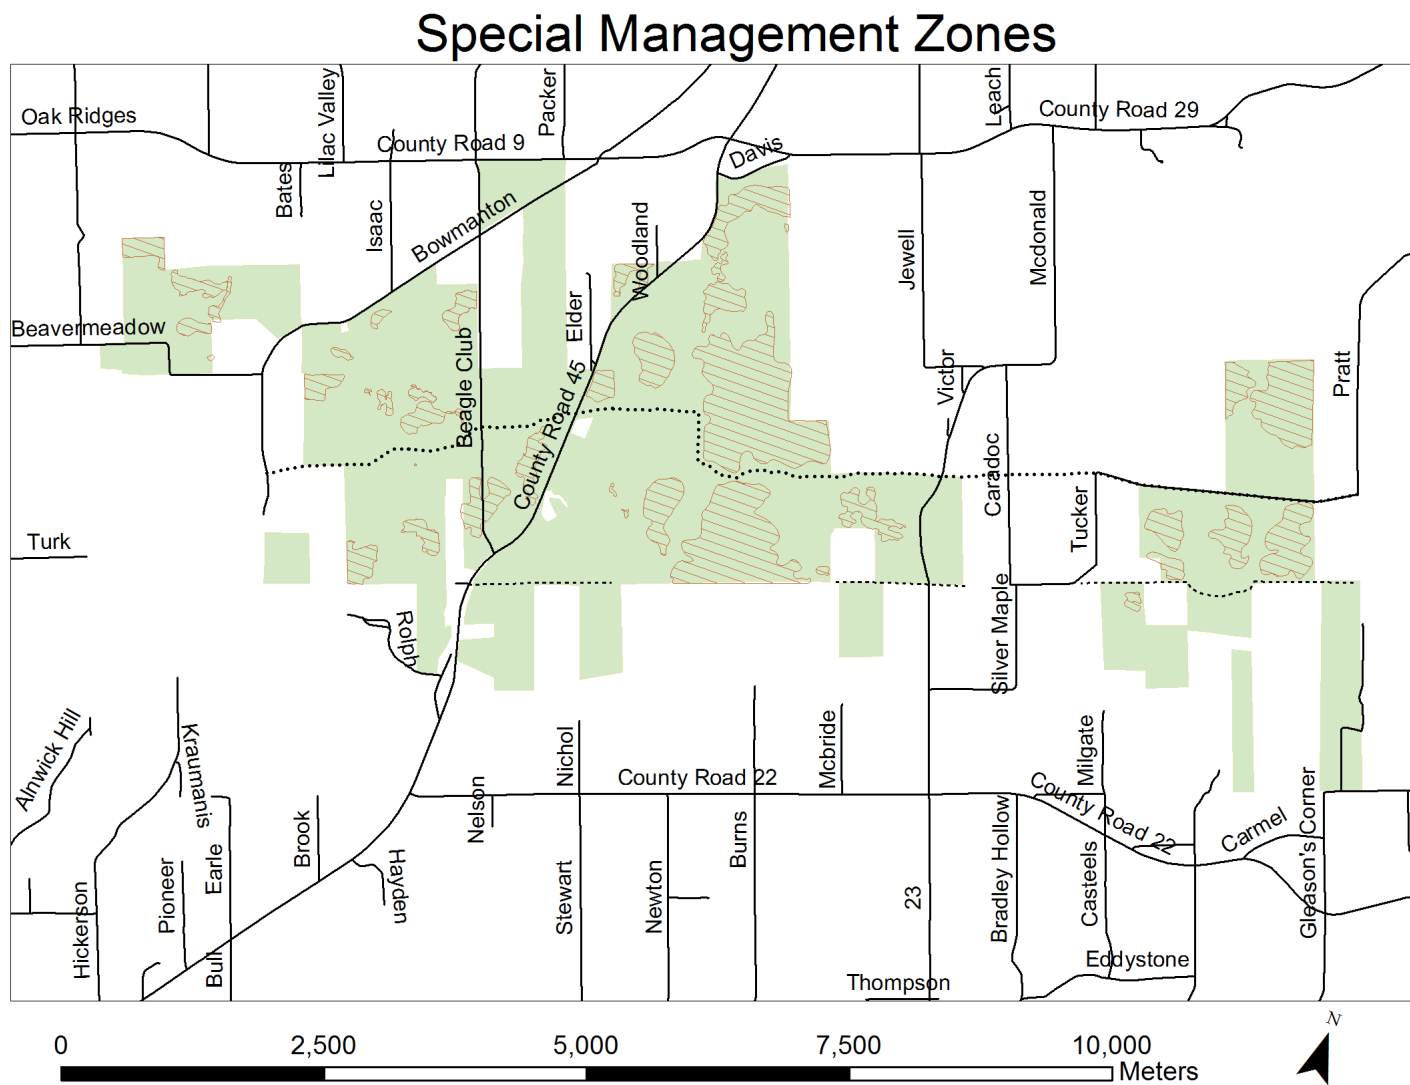 Special Management Zones
Oak Ridges
Lilac Valley
Packer
Leach
County Road 29
County Road 9
Davis
Bates
Isaac
Bowmanton
Woodland
Jewell
Mcdonald
Beavermeadow
Elder
Beagle Club
County Road 45
Victor
Pratt
Caradoc
Tucker
Turk
Rolph
Silver Maple
Alnwick Hill
Kraumanis
Nichol
County Road 22
Mcbride
Milgate
Nelson
County Road 22
Carmel
Gleason's Corner
Brook
Earle
Burns
Bradley Hollow
Hayden
Pioneer
Stewart
Newton
23
Casteels
Hickerson
Bull
Eddystone
Thompson
N
0
2,500
5,000
7,500
10,000
Meters